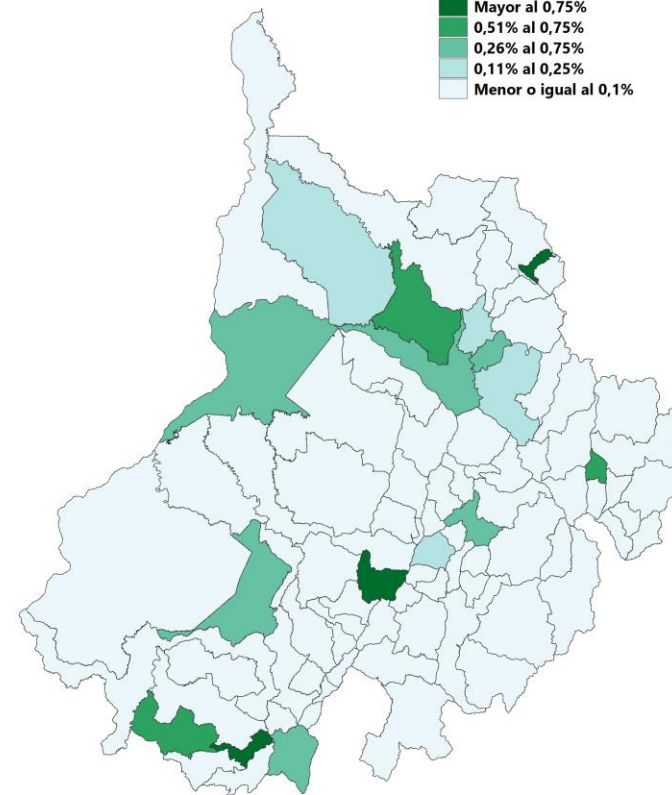 Mayor al 0,75%
0,51% al 0,75%
0,26% al 0,75%
0,11% al 0,25%
Menor o igual al 0,1%